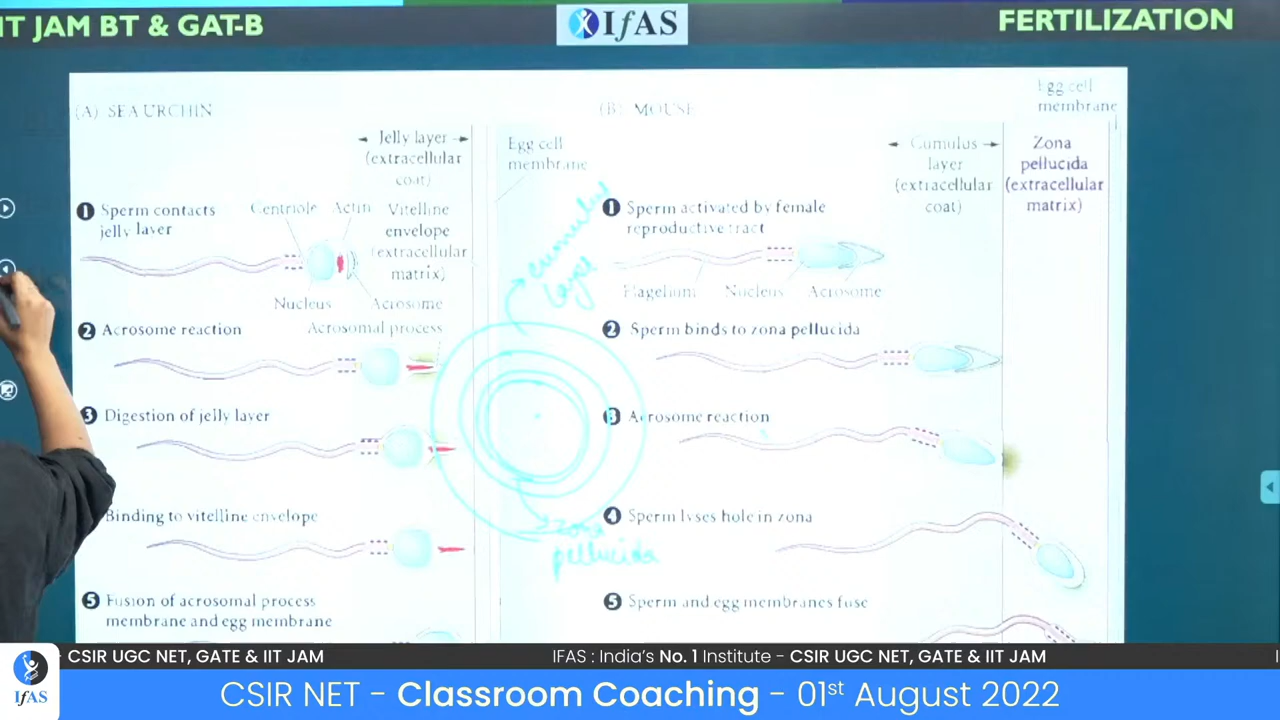 IT JAM BT & GAT-B
IfAS
FERTILIZATION
(A) SEA URCHIN
Jelly layer
(extracellular
coat)
Egg cell
membrane
(B) MOUSE
Egg cell
membrane
Cumulus
layer
(extracellular
coat)
Zona
pellucida
(extracellular
matrix)
1 Sperm contacts
jelly layer
Centriole Actin Vitelline
envelope
(extracellular
matrix)
Nucleus Acrosome
2 Acrosome reaction Acrosomal process
3 Digestion of jelly layer
Binding to vitelline envelope
5 Fusion of acrosomal process
membrane and egg membrane
cumulus
layer
zona
pellucida
1 Sperm activated by female
reproductive tract
Flagellum Nucleus Acrosome
2 Sperm binds to zona pellucida
3 Acrosome reaction
4 Sperm lyses hole in zona
5 Sperm and egg membranes fuse
IfAS
- CSIR UGC NET, GATE & IIT JAM
IFAS : India's No. 1 Institute - CSIR UGC NET, GATE & IIT JAM
CSIR NET - Classroom Coaching - 01st August 2022